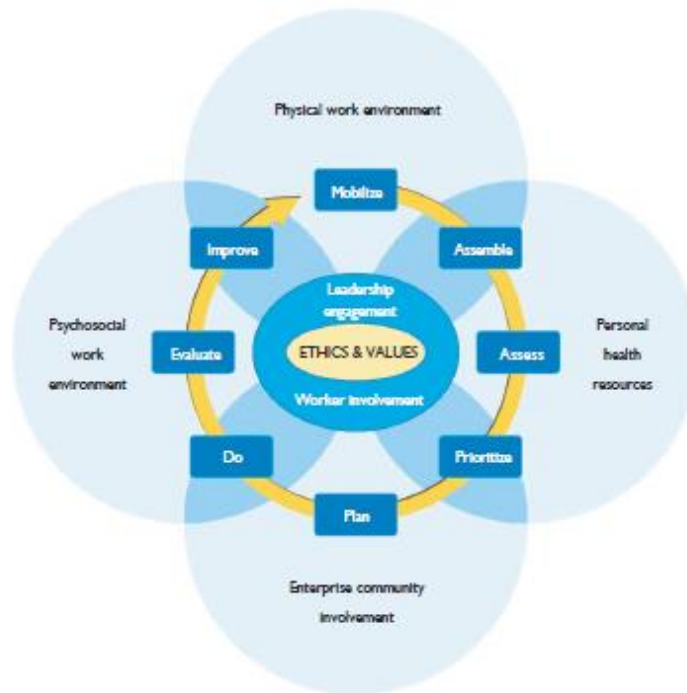 Physical work environment
Mobilize
Improve
Assemble
Leadership
engagement
Psychosocial
work
environment
Evaluate
ETHICS & VALUES
Assess
Personal
health
resources
Worker involvement
Do
Prioritize
Plan
Enterprise community
involvement